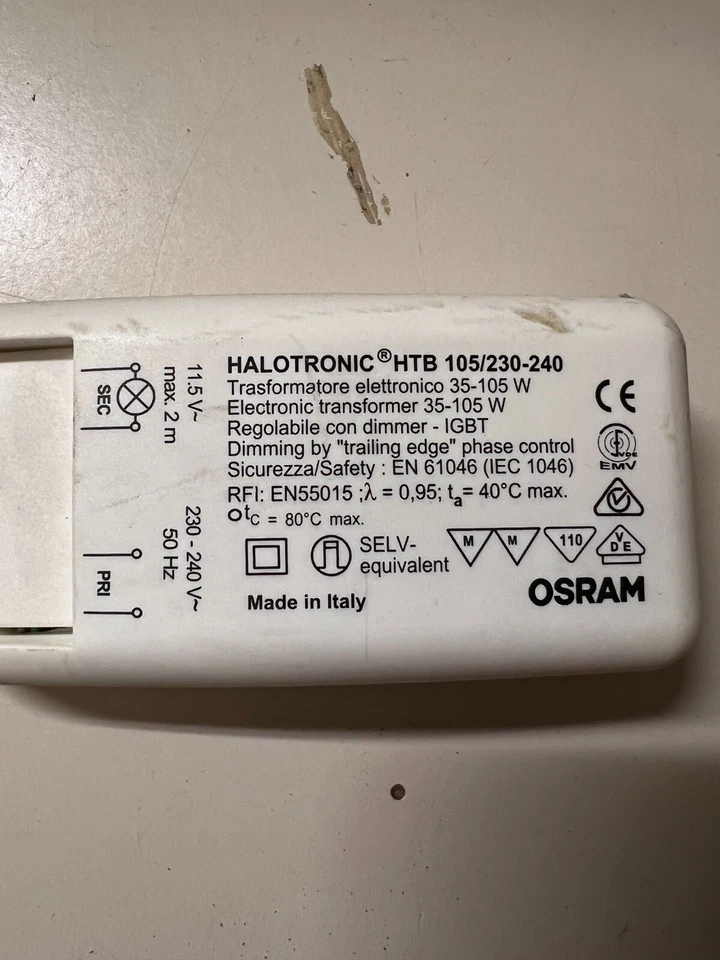 HALOTRONIC® HTB 105/230-240
Trasformatore elettronico 35-105 W
Electronic transformer 35-105 W
Regolabile con dimmer - IGBT
Dimming by "trailing edge" phase control
Sicurezza/Safety : EN 61046 (IEC 1046)
RFI: EN55015 ;λ = 0,95; ta= 40°C max.
tc = 80°C max.
SELV-
equivalent
M
M
110
VDE
Made in Italy
OSRAM
CE
VDE
EMV
SEC
11.5 V~
max. 2 m
PRI
230 - 240 V~
50 Hz